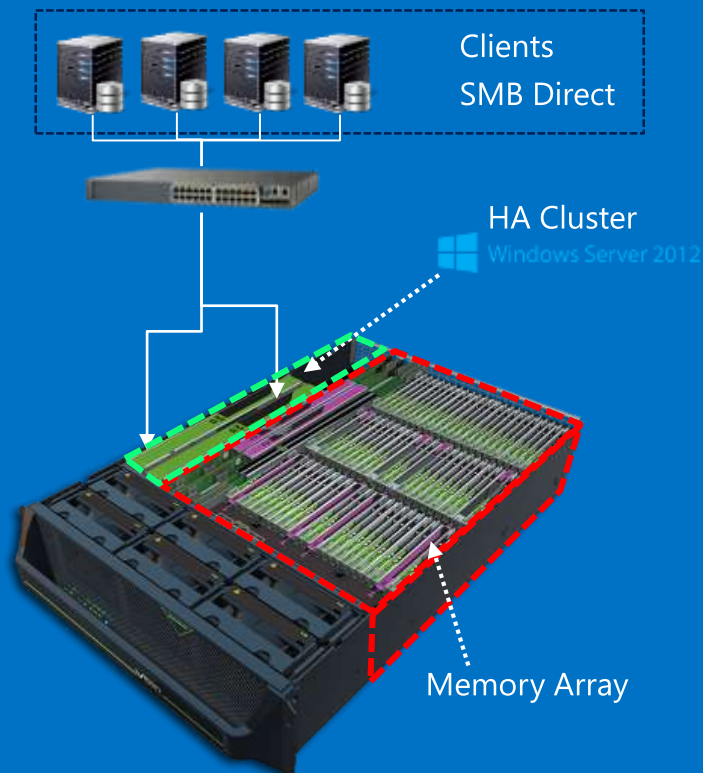 Clients
SMB Direct
HA Cluster
Windows Server 2012
Memory Array